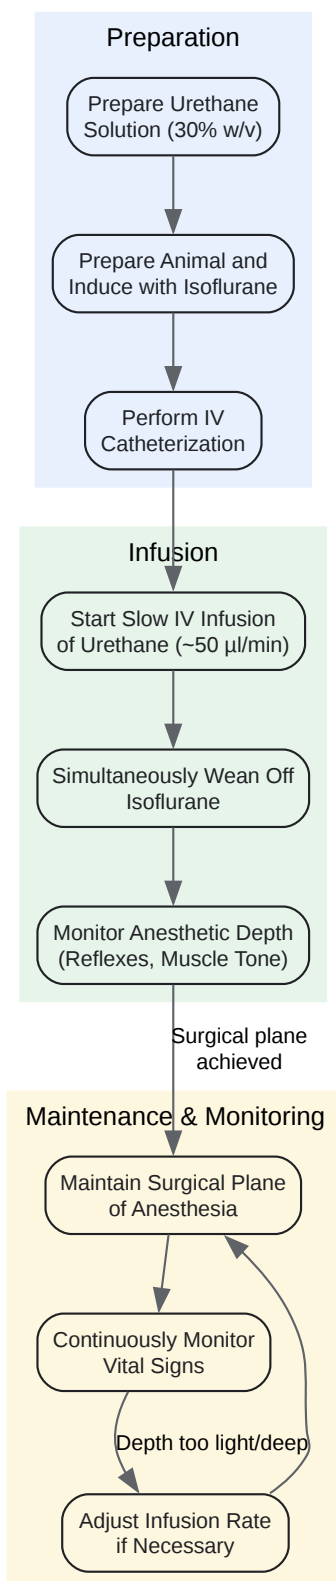 Preparation
Prepare Urethane
Solution (30% w/v)
Prepare Animal and
Induce with Isoflurane
Perform IV
Catheterization
Infusion
Start Slow IV Infusion
of Urethane (~50 µl/min)
Simultaneously Wean Off
Isoflurane
Monitor Anesthetic Depth
(Reflexes, Muscle Tone)
Surgical plane
achieved
Maintenance & Monitoring
Maintain Surgical Plane
of Anesthesia
Continuously Monitor
Vital Signs
Depth too light/deep
Adjust Infusion Rate
if Necessary